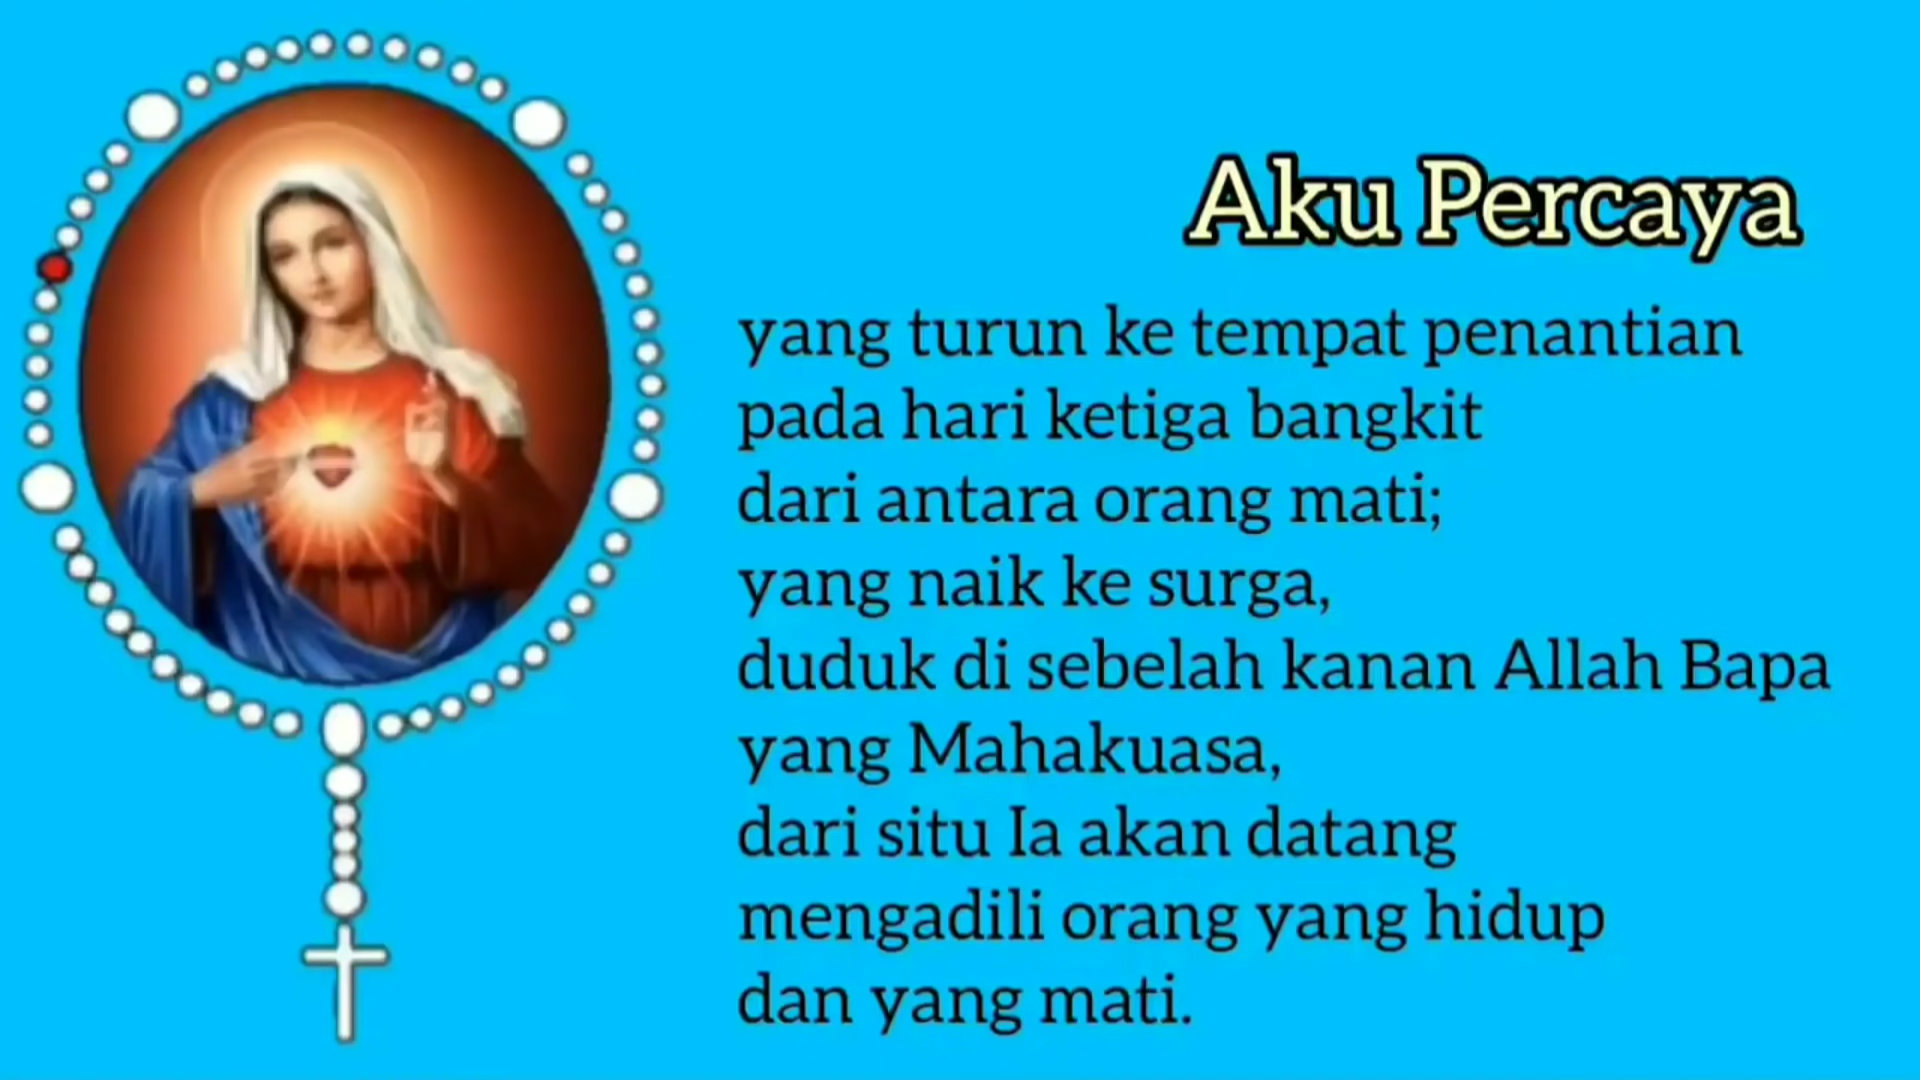 Aku Percaya
yang turun ke tempat penantian
pada hari ketiga bangkit
dari antara orang mati;
yang naik ke surga,
duduk di sebelah kanan Allah Bapa
yang Mahakuasa,
dari situ Ia akan datang
mengadili orang yang hidup
dan yang mati.